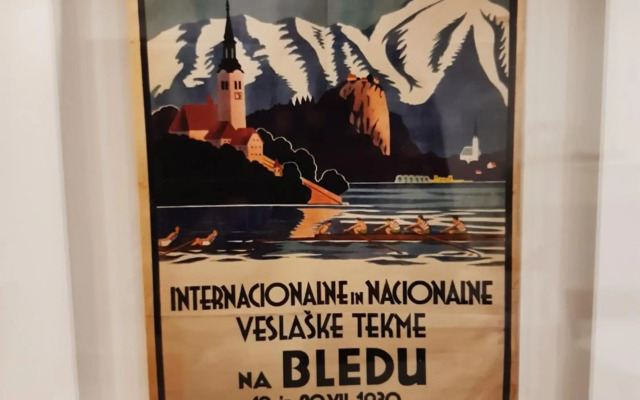 INTERNACIONALNE IN NACIONALNE
VESLAŠKE TEKME
NA BLEDU